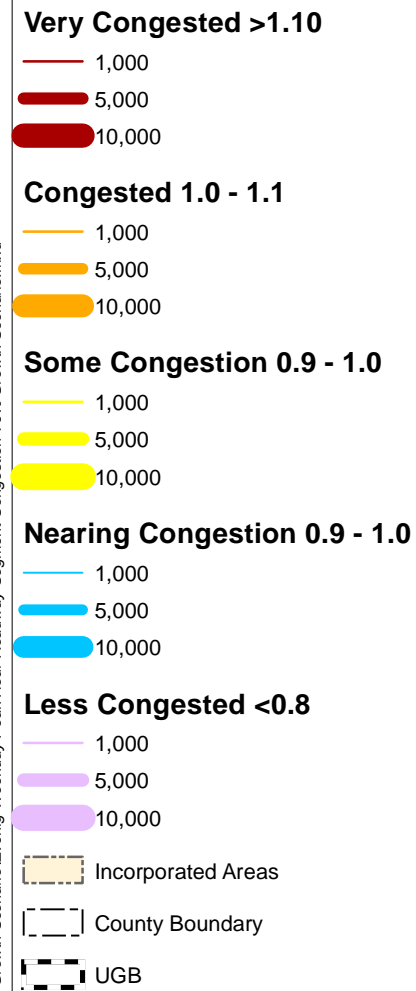 Very Congested >1.10
1,000
5,000
10,000
Congested 1.0 - 1.1
1,000
5,000
10,000
Some Congestion 0.9 - 1.0
1,000
5,000
10,000
Nearing Congestion 0.9 - 1.0
1,000
5,000
10,000
Less Congested <0.8
1,000
5,000
10,000
Incorporated Areas
County Boundary
UGB